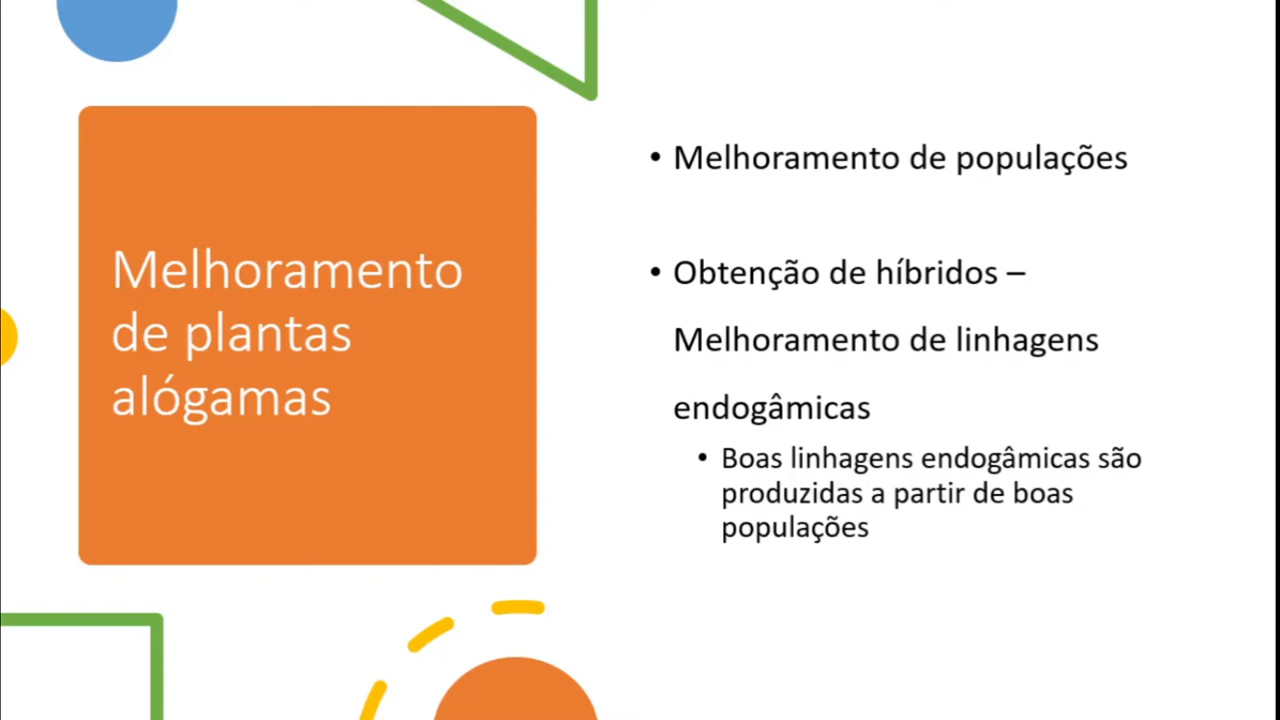 Melhoramento
de plantas
alógamas
• Melhoramento de populações
• Obtenção de híbridos –
Melhoramento de linhagens
endogâmicas
• Boas linhagens endogâmicas são
produzidas a partir de boas
populações